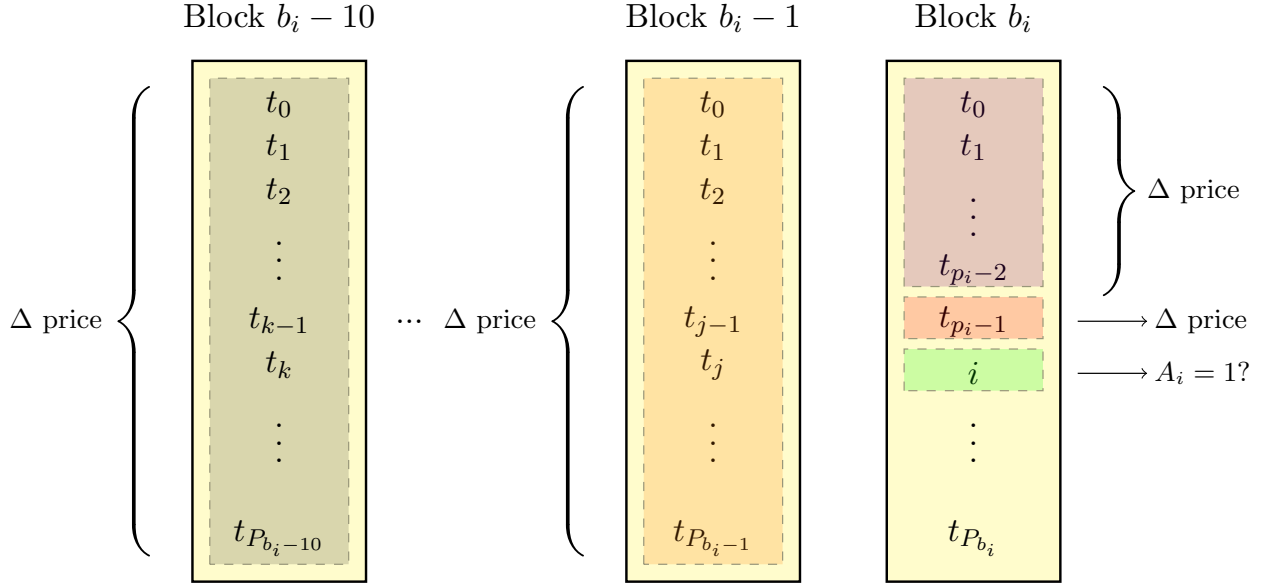 Block $b_i - 10$
Block $b_i - 1$
Block $b_i$
Δ price
$t_0$
$t_1$
$t_2$
⋮
$t_{k-1}$
$t_k$
⋮
$t_{P_{b_i-10}}$
...
Δ price
$t_0$
$t_1$
$t_2$
⋮
$t_{j-1}$
$t_j$
⋮
$t_{P_{b_i-1}}$
$t_0$
$t_1$
⋮
$t_{p_i-2}$
Δ price
$t_{p_i-1}$ → Δ price
$i$ → $A_i = 1?$
⋮
$t_{P_{b_i}}$